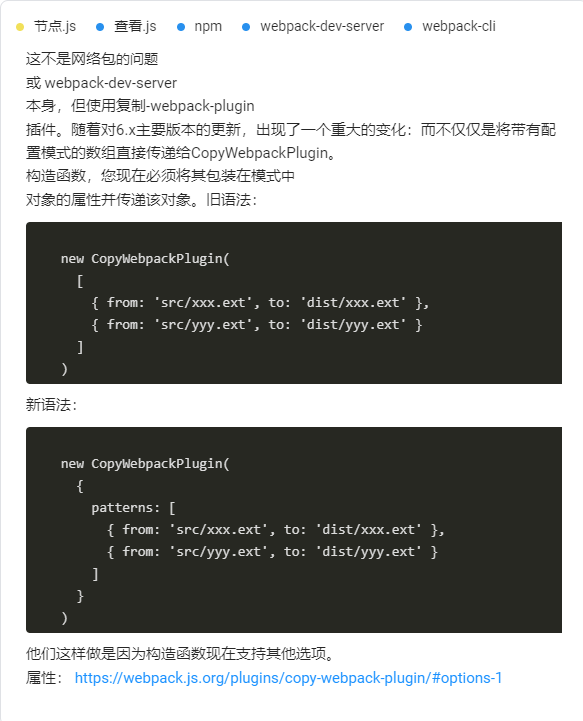 节点.js 查看.js npm webpack-dev-server webpack-cli
这不是网络包的问题
或 webpack-dev-server
本身，但使用复制-webpack-plugin
插件。随着对6.x主要版本的更新，出现了一个重大的变化：而不仅仅是将带有配
置模式的数组直接传递给CopyWebpackPlugin。
构造函数，您现在必须将其包装在模式中
对象的属性并传递该对象。旧语法：
new CopyWebpackPlugin(
[
{ from: 'src/xxx.ext', to: 'dist/xxx.ext' },
{ from: 'src/yyy.ext', to: 'dist/yyy.ext' }
]
)
新语法：
new CopyWebpackPlugin(
{
patterns: [
{ from: 'src/xxx.ext', to: 'dist/xxx.ext' },
{ from: 'src/yyy.ext', to: 'dist/yyy.ext' }
]
}
)
他们这样做是因为构造函数现在支持其他选项。
属性： https://webpack.js.org/plugins/copy-webpack-plugin/#options-1